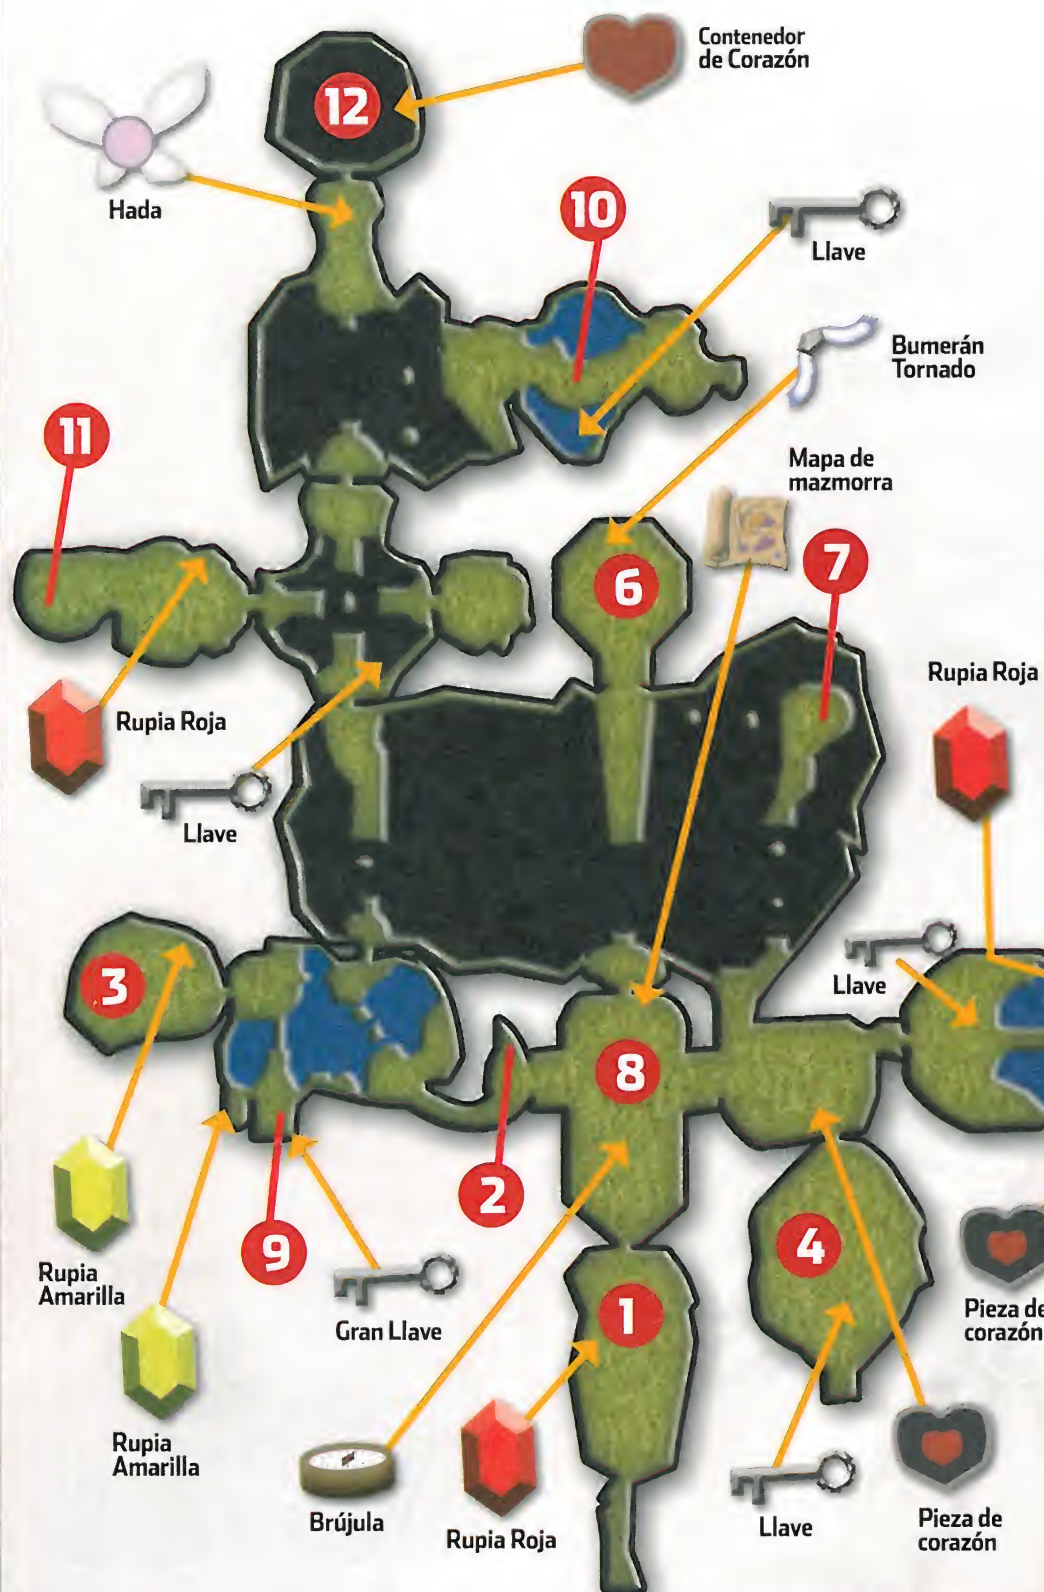 Contenedor
de Corazón
12
Hada
10
Llave
Bumerán
Tornado
11
Mapa de
mazmorra
7
6
Rupia Roja
Rupia Roja
Llave
3
Llave
8
2
9
4
Rupia
Amarilla
Gran Llave
1
Pieza de
corazón
Rupia
Amarilla
Brújula
Rupia Roja
Llave
Pieza de
corazón